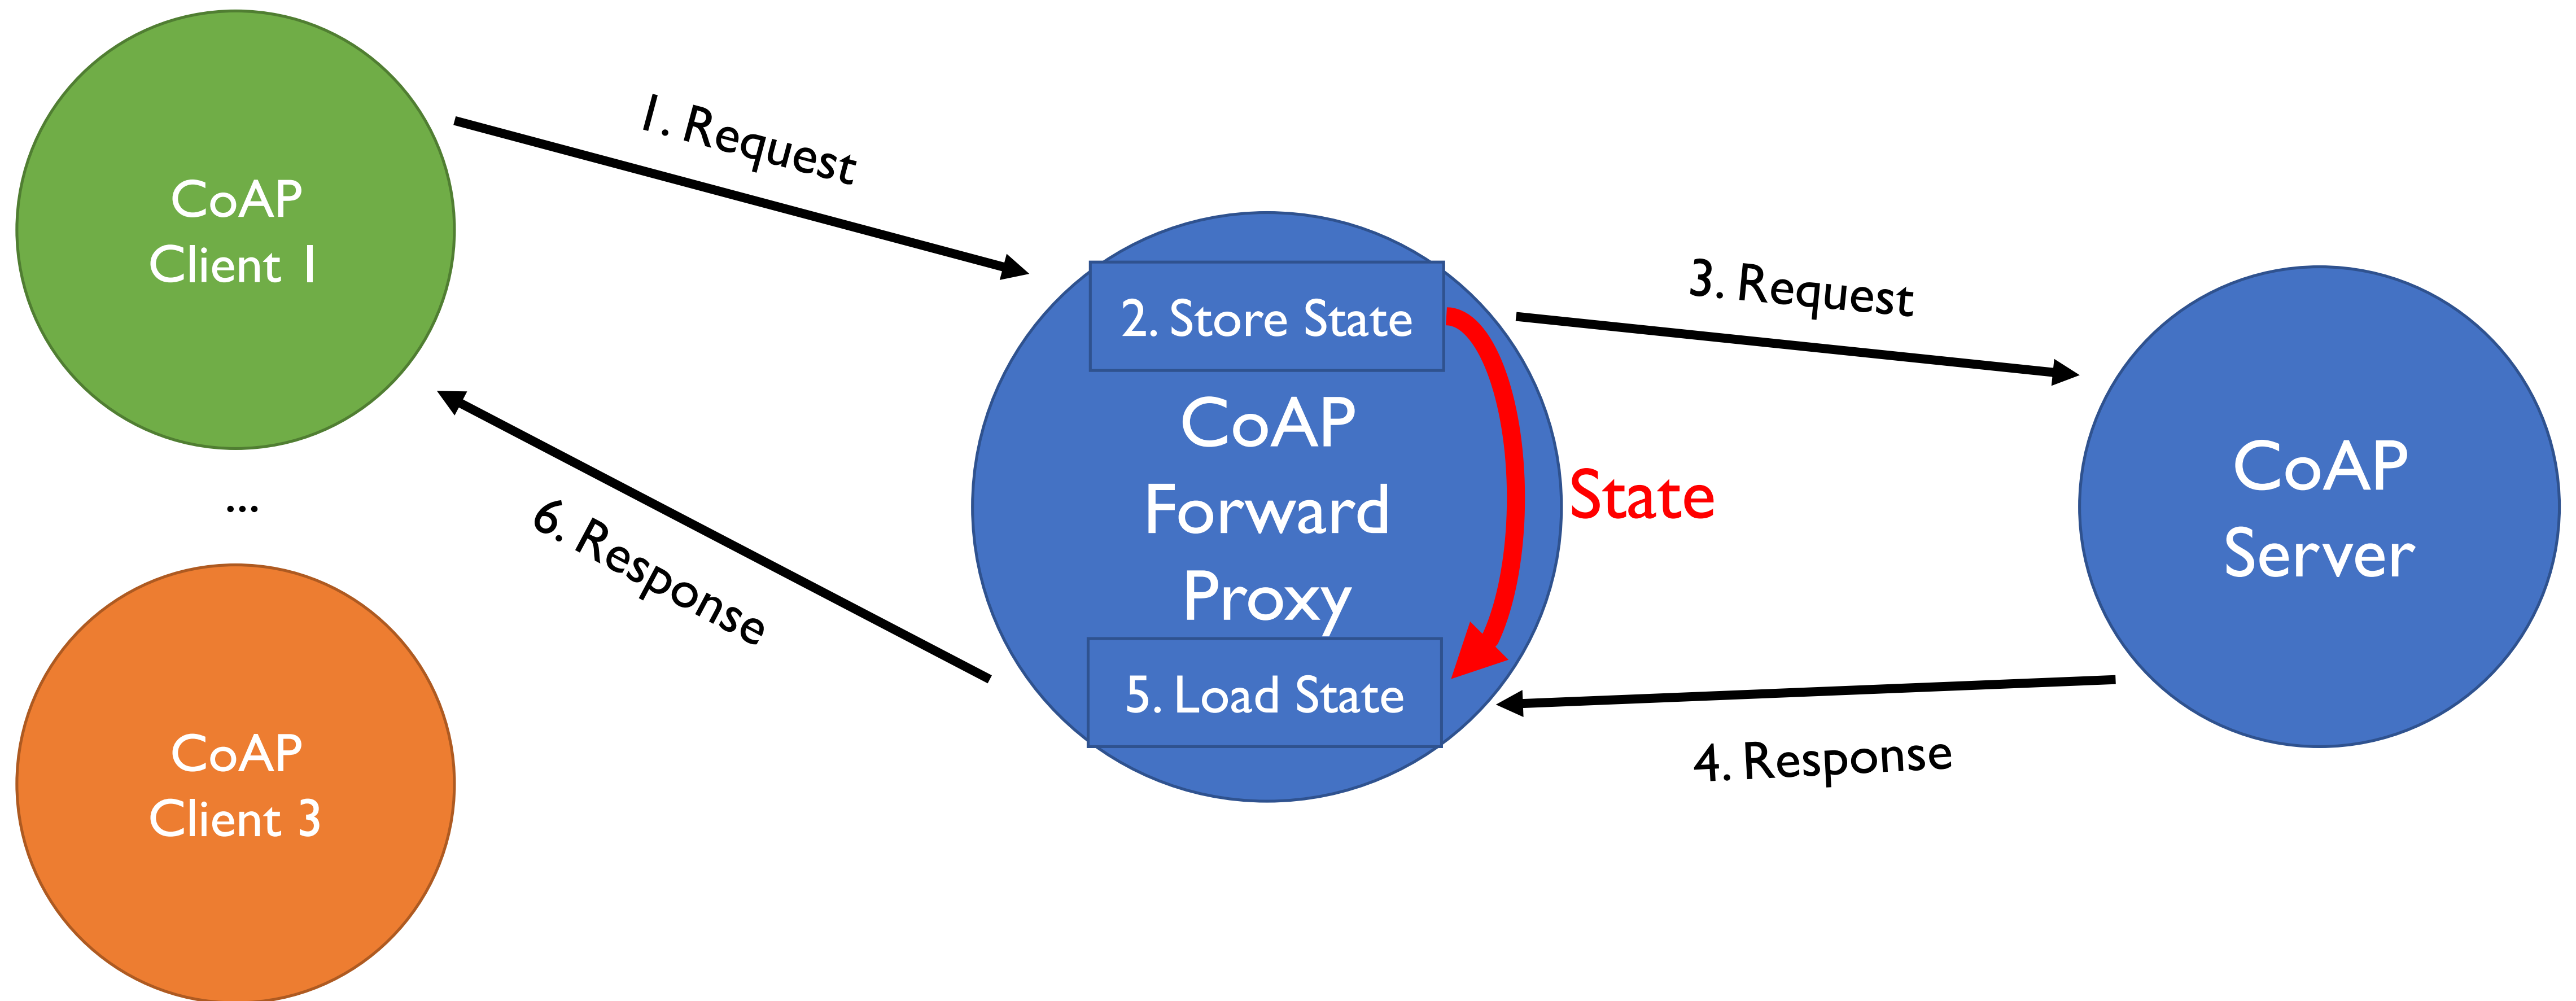 CoAP
Client 1
1. Request
2. Store State
3. Request
CoAP
Forward
Proxy
State
CoAP
Server
...
6. Response
5. Load State
4. Response
CoAP
Client 3